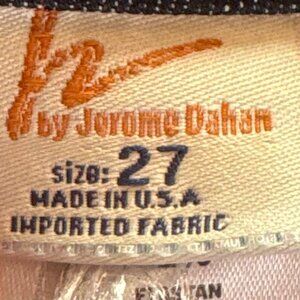 by Jerome Dahan
size: 27
MADE IN U.S.A
IMPORTED FABRIC